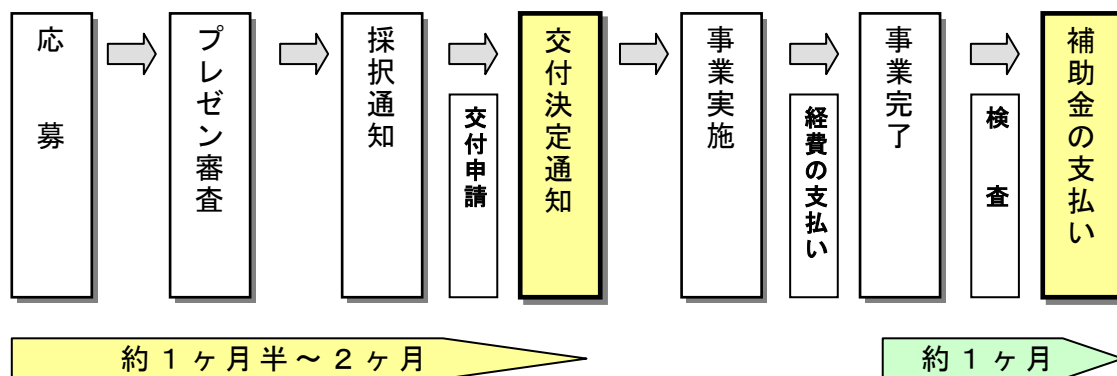 応　募
プレゼン審査
採択通知
交付申請
交付決定通知
事業実施
経費の支払い
事業完了
検　査
補助金の支払い
約１ヶ月半～２ヶ月
約１ヶ月